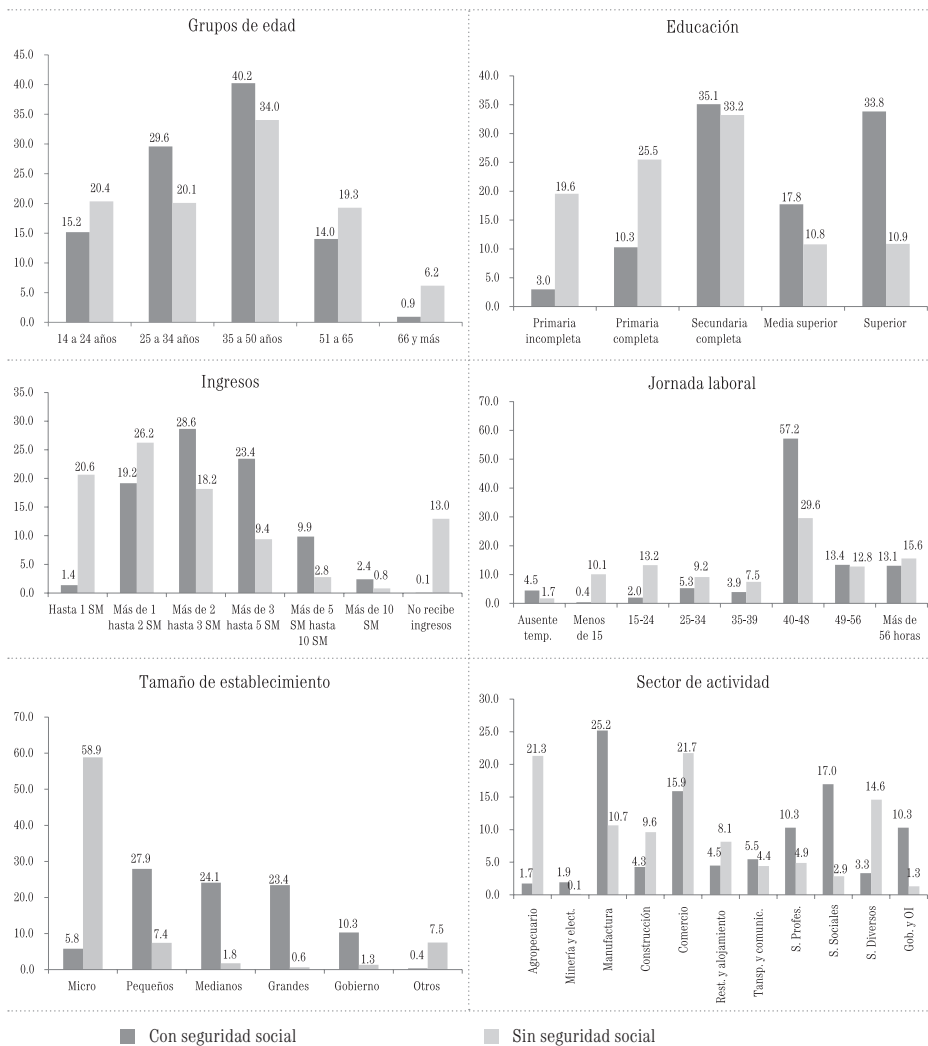 Grupos de edad
45.0
40.0
35.0
30.0
25.0
20.0
15.0
10.0
5.0
0.0
15.2
20.4
29.6
20.1
40.2
34.0
14.0
19.3
0.9
6.2
14 a 24 años
25 a 34 años
35 a 50 años
51 a 65
66 y más
Educación
40.0
35.0
30.0
25.0
20.0
15.0
10.0
5.0
0.0
3.0
19.6
10.3
25.5
35.1
33.2
17.8
10.8
33.8
10.9
Primaria
incompleta
Primaria
completa
Secundaria
completa
Media superior
Superior
Ingresos
35.0
30.0
25.0
20.0
15.0
10.0
5.0
0.0
1.4
20.6
19.2
26.2
28.6
18.2
23.4
9.4
9.9
2.8
2.4
0.8
0.1
13.0
Hasta 1 SM
Más de 1
hasta 2 SM
Más de 2
hasta 3 SM
Más de 3
hasta 5 SM
Más de 5
SM hasta
10 SM
Más de 10
SM
No recibe
ingresos
Jornada laboral
70.0
60.0
50.0
40.0
30.0
20.0
10.0
0.0
4.5
1.7
0.4
10.1
2.0
13.2
5.3
9.2
3.9
7.5
57.2
29.6
13.4
12.8
13.1
15.6
Ausente
temp.
Menos
de 15
15-24
25-34
35-39
40-48
49-56
Más de
56 horas
Tamaño de establecimiento
70.0
60.0
50.0
40.0
30.0
20.0
10.0
0.0
5.8
58.9
27.9
7.4
24.1
1.8
23.4
0.6
10.3
1.3
0.4
7.5
Micro
Pequeños
Medianos
Grandes
Gobierno
Otros
Sector de actividad
30.0
25.0
20.0
15.0
10.0
5.0
0.0
1.7
21.3
1.9
0.1
25.2
10.7
4.3
9.6
15.9
21.7
4.5
8.1
5.5
4.4
10.3
4.9
17.0
2.9
3.3
14.6
10.3
1.3
Agropecuario
Minería y elect.
Manufactura
Construcción
Comercio
Rest. y alojamiento
Tansp. y comunic.
S. Profes.
S. Sociales
S. Diversos
Gob. y OI
Con seguridad social
Sin seguridad social